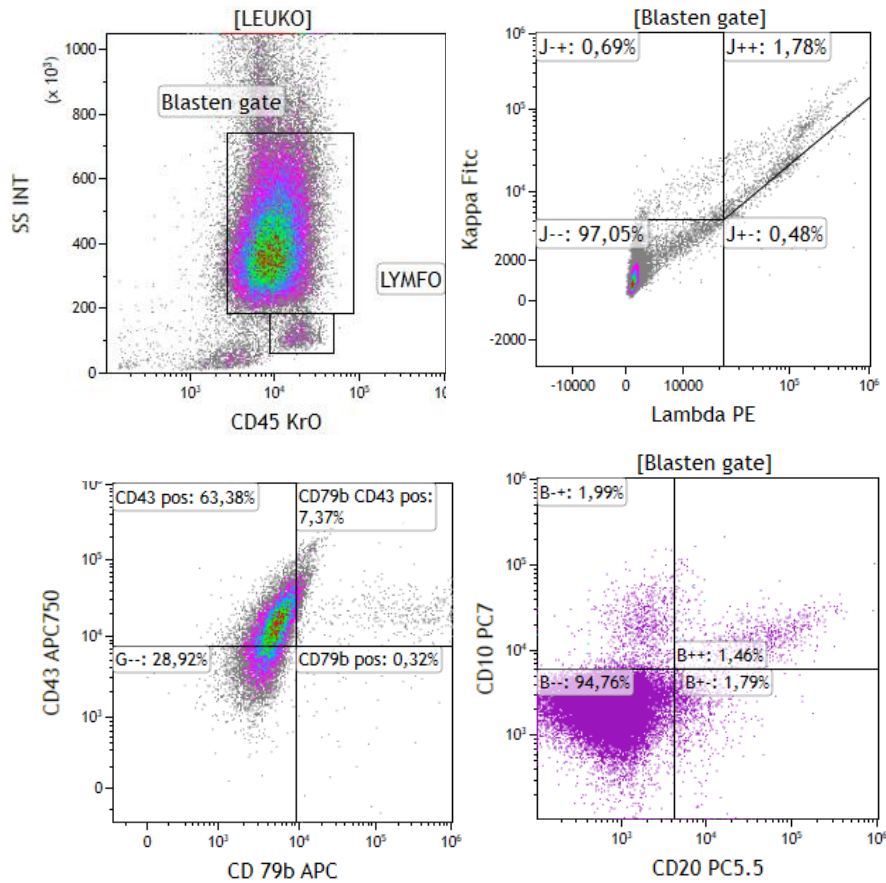 [LEUKO]
1000
(x 10³)
800
600
400
200
0
SS INT
Blasten gate
LYMFO
10³
10⁴
10⁵
10
CD45 KrO
[Blasten gate]
J-+: 0,69%
J++: 1,78%
J--: 97,05%
J+-: 0,48%
10⁶
10⁵
10⁴
2000
0
-2000
Kappa Fitc
-10000
0
10000
10⁵
10⁶
Lambda PE
CD43 pos: 63,38%
CD79b CD43 pos:
7,37%
G--: 28,92%
CD79b pos: 0,32%
10⁵
10⁴
10³
0
CD43 APC750
0
10³
10⁴
10⁵
10⁶
CD 79b APC
[Blasten gate]
B-+: 1,99%
B++: 1,46%
B--: 94,76%
B+-: 1,79%
10⁶
10⁵
10⁴
10³
CD10 PC7
10³
10⁴
10⁵
10⁶
CD20 PC5.5